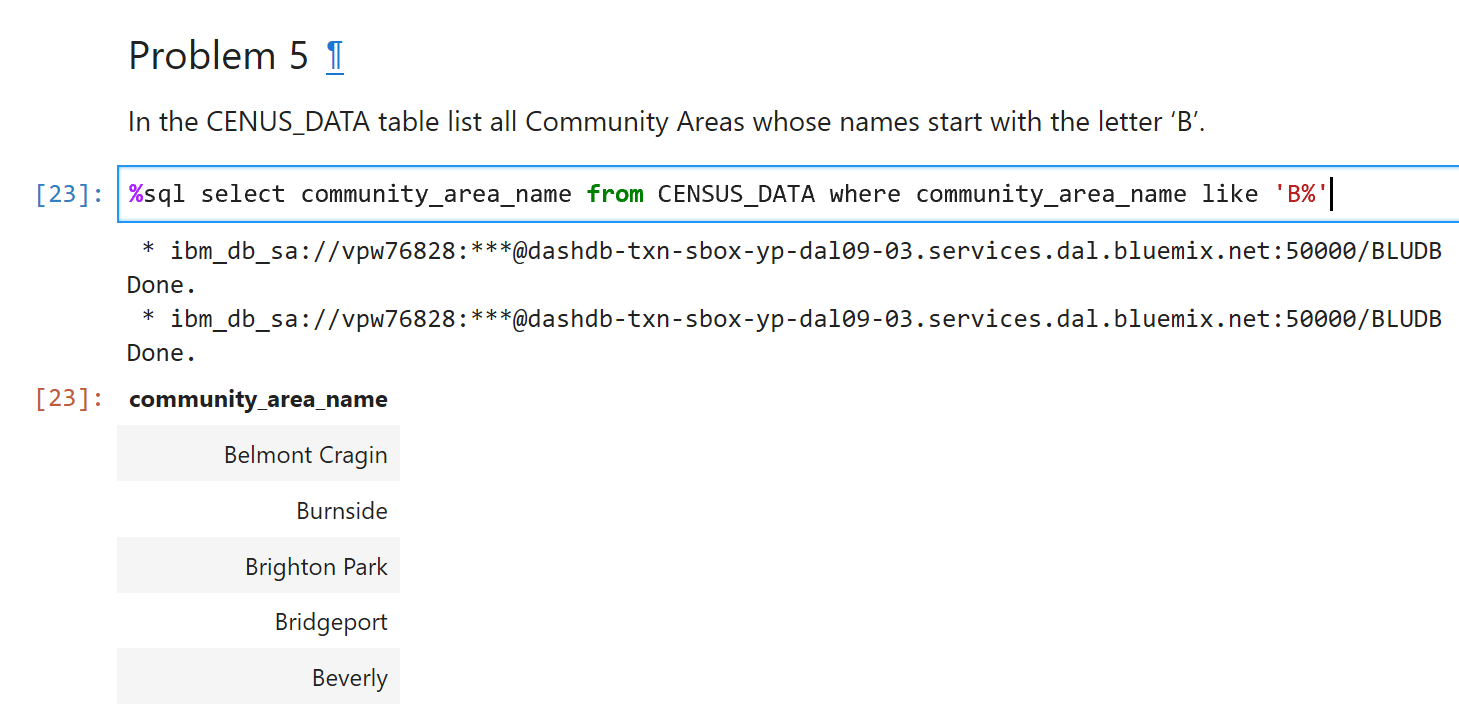 Problem 5 ¶
In the CENUS_DATA table list all Community Areas whose names start with the letter ‘B’.
[23]: %sql select community_area_name from CENSUS_DATA where community_area_name like 'B%'
* ibm_db_sa://vpw76828:***@dashdb-txn-sbox-yp-dal09-03.services.dal.bluemix.net:50000/BLUDB
Done.
* ibm_db_sa://vpw76828:***@dashdb-txn-sbox-yp-dal09-03.services.dal.bluemix.net:50000/BLUDB
Done.
[23]: community_area_name
Belmont Cragin
Burnside
Brighton Park
Bridgeport
Beverly